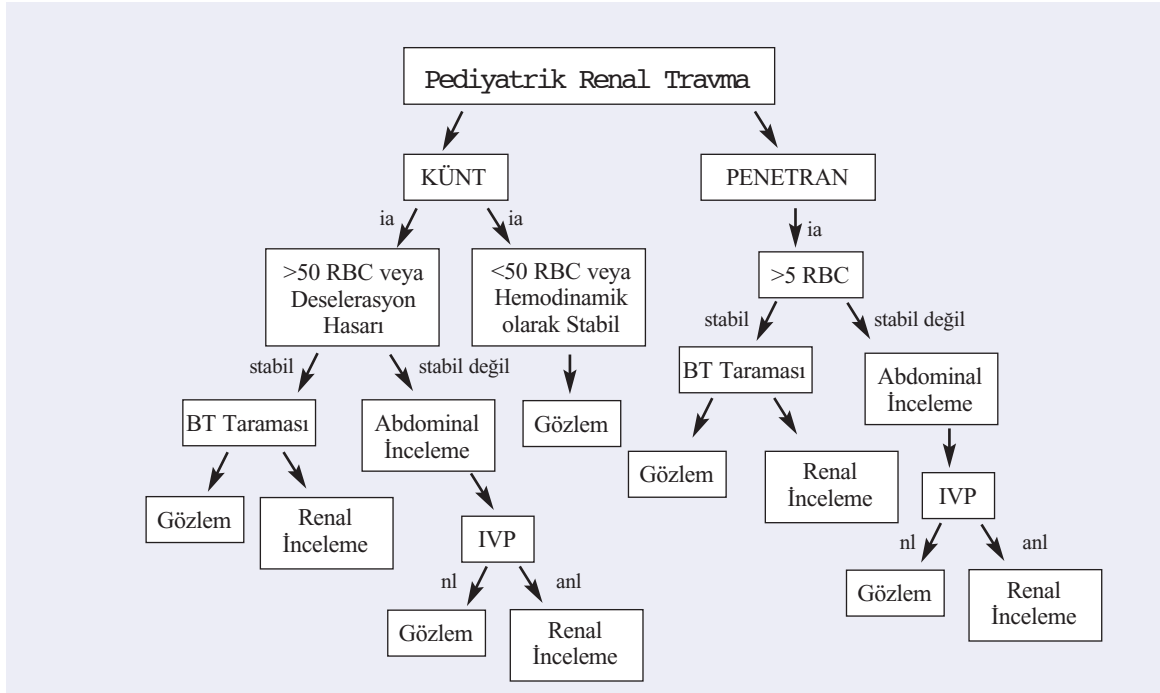 Pediyatrik Renal Travma
KÜNT
PENETRAN
ia
ia
ia
>50 RBC veya
Deselerasyon
Hasarı
<50 RBC veya
Hemodinamik
olarak Stabil
>5 RBC
stabil
stabil değil
stabil
stabil değil
BT Taraması
Abdominal
İnceleme
Gözlem
BT Taraması
Abdominal
İnceleme
Gözlem
Renal
İnceleme
IVP
nl
anl
Gözlem
Renal
İnceleme
Gözlem
Renal
İnceleme
IVP
nl
anl
Gözlem
Renal
İnceleme